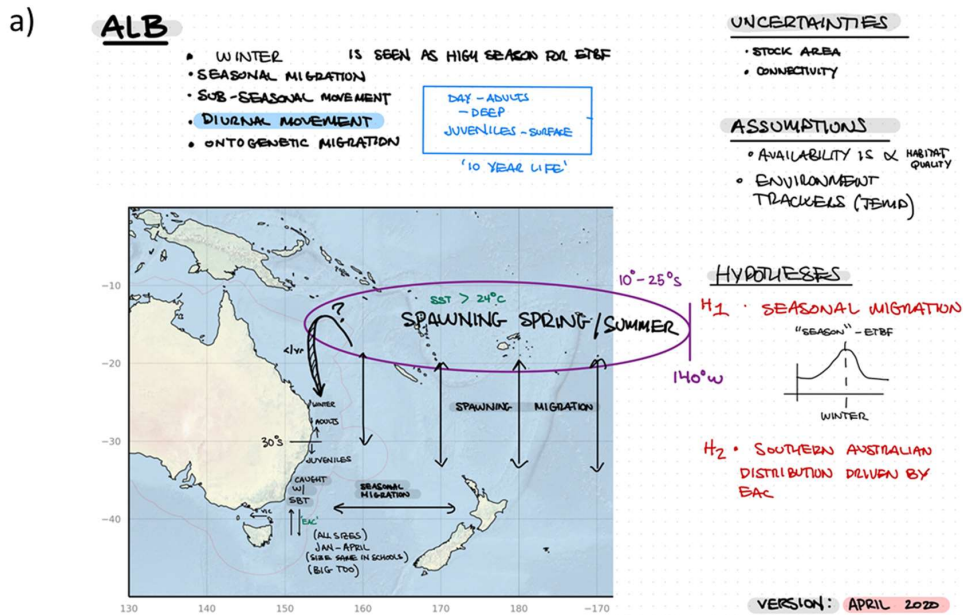 a)
ALB
• WINTER IS SEEN AS HIGH SEASON FOR ETBF
• SEASONAL MIGRATION
• SUB-SEASONAL MOVEMENT
• DIURNAL MOVEMENT
• ONTOGENETIC MIGRATION
DAY - ADULTS
- DEEP
JUVENILES - SURFACE
'10 YEAR LIFE'
UNCERTAINTIES
• STOCK AREA
• CONNECTIVITY
ASSUMPTIONS
• AVAILABILITY IS ∝ HABITAT QUALITY
• ENVIRONMENT
TRACKERS (TEMP)
HYPOTHESES
H1 • SEASONAL MIGRATION
"SEASON" - ETBF
WINTER
H2 • SOUTHERN AUSTRALIAN
DISTRIBUTION DRIVEN BY
EAC
VERSION: APRIL 2020
10°-25°S
SST > 24°C
SPAWNING SPRING / SUMMER
?
140°W
WINTER
ADULTS
30°S
JUVENILES
SPAWNING MIGRATION
CAUGHT
W/
SBT
SEASONAL
MIGRATION
'EAC'
(ALL SIZES)
JAN - APRIL
(SIZE SAME IN SCHOOLS)
(BIG TOO)
VIC
−10
−20
−30
−40
130 140 150 160 170 180 −170